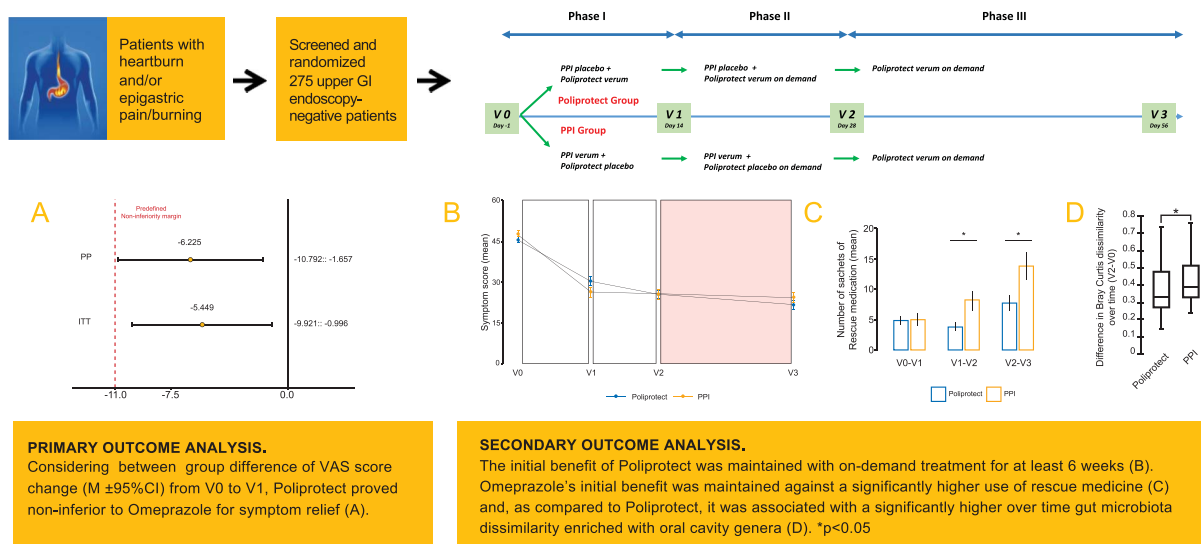 Patients with
heartburn
and/or
epigastric
pain/burning
Screened and
randomized
275 upper GI
endoscopy-
negative patients
Phase I
Phase II
Phase III
PPI placebo +
Poliprotect verum
PPI placebo +
Poliprotect verum on demand
Poliprotect verum on demand
Poliprotect Group
V 0
Day -1
V 1
Day 14
V 2
Day 28
V 3
Day 56
PPI Group
PPI verum +
Poliprotect placebo
PPI verum +
Poliprotect placebo on demand
Poliprotect verum on demand
A
Predefined
Non-inferiority margin
-6.225
PP
-10.792:: -1.657
-5.449
ITT
-9.921:: -0.996
-11.0
-7.5
0.0
B
Symptom score (mean)
60
45
30
15
0
V0
V1
V2
V3
Poliprotect
PPI
C
Number of sachets of
Rescue medication (mean)
20
15
10
5
0
*
*
V0-V1
V1-V2
V2-V3
Poliprotect
PPI
D
Difference in Bray Curtis dissimilarity
over time (V2-V0)
0.8
0.7
0.6
0.5
0.4
0.3
0.2
0.1
0
*
Poliprotect
PPI
PRIMARY OUTCOME ANALYSIS.
Considering between group difference of VAS score
change (M ±95%CI) from V0 to V1, Poliprotect proved
non-inferior to Omeprazole for symptom relief (A).
SECONDARY OUTCOME ANALYSIS.
The initial benefit of Poliprotect was maintained with on-demand treatment for at least 6 weeks (B).
Omeprazole's initial benefit was maintained against a significantly higher use of rescue medicine (C)
and, as compared to Poliprotect, it was associated with a significantly higher over time gut microbiota
dissimilarity enriched with oral cavity genera (D). *p<0.05